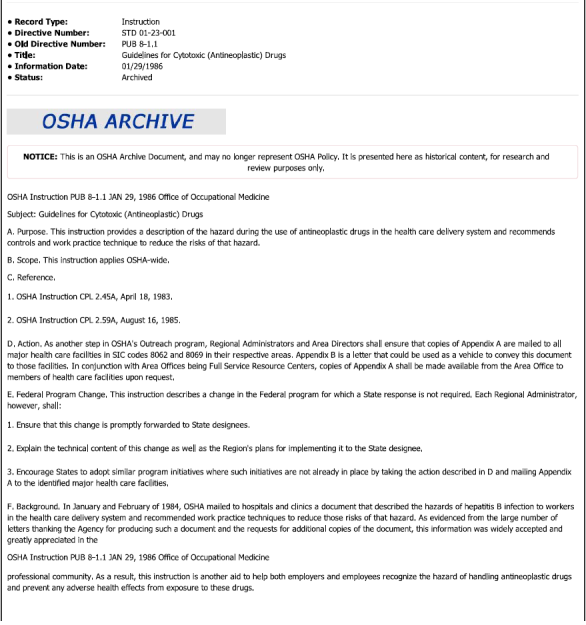 • Record Type: Instruction
• Directive Number: STD 01-23-001
• Old Directive Number: PUB 8-1.1
• Title: Guidelines for Cytotoxic (Antineoplastic) Drugs
• Information Date: 01/29/1986
• Status: Archived
OSHA ARCHIVE
NOTICE: This is an OSHA Archive Document, and may no longer represent OSHA Policy. It is presented here as historical content, for research and
review purposes only.
OSHA Instruction PUB 8-1.1 JAN 29, 1986 Office of Occupational Medicine
Subject: Guidelines for Cytotoxic (Antineoplastic) Drugs
A. Purpose. This instruction provides a description of the hazard during the use of antineoplastic drugs in the health care delivery system and recommends
controls and work practice technique to reduce the risks of that hazard.
B. Scope. This instruction applies OSHA-wide.
C. Reference.
1. OSHA Instruction CPL 2.45A, April 18, 1983.
2. OSHA Instruction CPL 2.59A, August 16, 1985.
D. Action. As another step in OSHA's Outreach program, Regional Administrators and Area Directors shall ensure that copies of Appendix A are mailed to all
major health care facilities in SIC codes 8062 and 8069 in their respective areas. Appendix B is a letter that could be used as a vehicle to convey this document
to those facilities. In conjunction with Area Offices being Full Service Resource Centers, copies of Appendix A shall be made available from the Area Office to
members of health care facilities upon request.
E. Federal Program Change. This instruction describes a change in the Federal program for which a State response is not required. Each Regional Administrator,
however, shall:
1. Ensure that this change is promptly forwarded to State designees.
2. Explain the technical content of this change as well as the Region's plans for implementing it to the State designee.
3. Encourage States to adopt similar program initiatives where such initiatives are not already in place by taking the action described in D and mailing Appendix
A to the identified major health care facilities.
F. Background. In January and February of 1984, OSHA mailed to hospitals and clinics a document that described the hazards of hepatitis B infection to workers
in the health care delivery system and recommended work practice techniques to reduce those risks of that hazard. As evidenced from the large number of
letters thanking the Agency for producing such a document and the requests for additional copies of the document, this information was widely accepted and
greatly appreciated in the
OSHA Instruction PUB 8-1.1 JAN 29, 1986 Office of Occupational Medicine
professional community. As a result, this instruction is another aid to help both employers and employees recognize the hazard of handling antineoplastic drugs
and prevent any adverse health effects from exposure to these drugs.